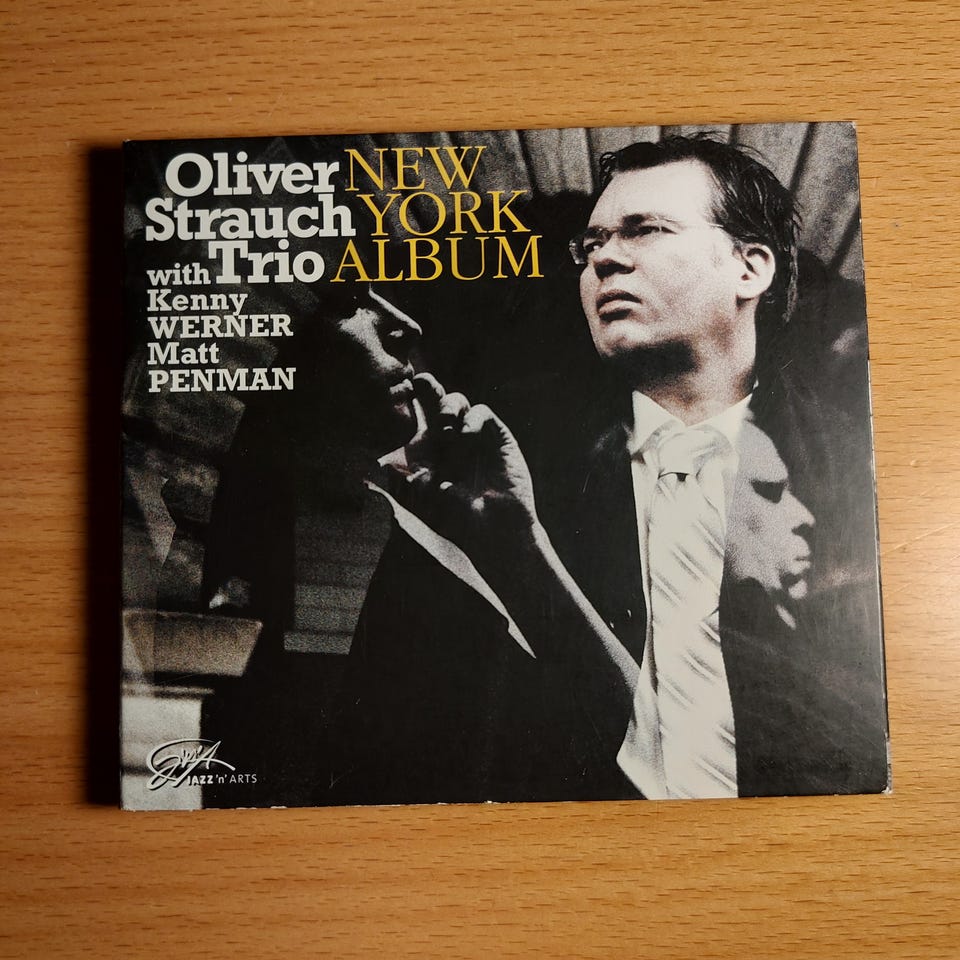 Oliver NEW
Strauch YORK
Trio ALBUM
with
Kenny
WERNER
Matt
PENMAN
JAZZ 'n' ARTS